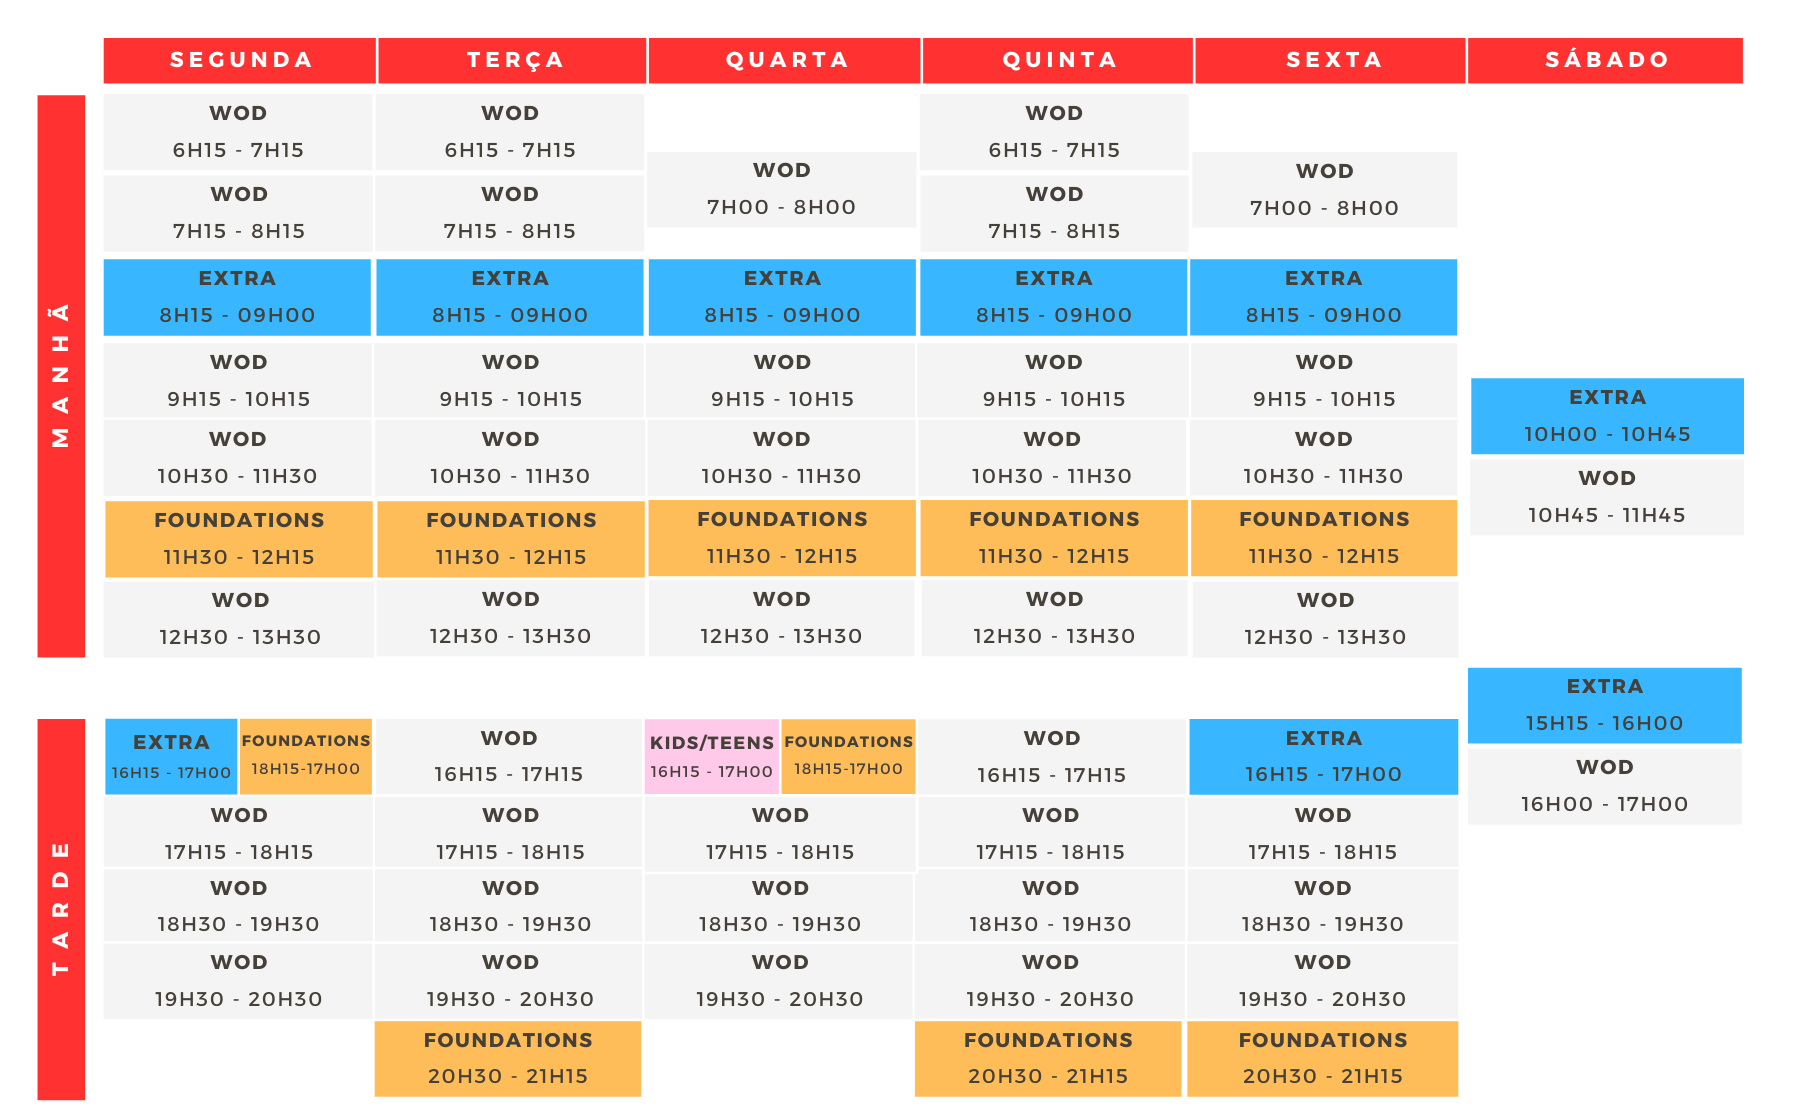 SEGUNDA TERÇA QUARTA QUINTA SEXTA SÁBADO
MANHÃ
WOD WOD WOD
6H15 - 7H15 6H15 - 7H15 6H15 - 7H15
WOD WOD
7H00 - 8H00 7H00 - 8H00
WOD WOD WOD
7H15 - 8H15 7H15 - 8H15 7H15 - 8H15
EXTRA EXTRA EXTRA EXTRA EXTRA
8H15 - 09H00 8H15 - 09H00 8H15 - 09H00 8H15 - 09H00 8H15 - 09H00
WOD WOD WOD WOD WOD
9H15 - 10H15 9H15 - 10H15 9H15 - 10H15 9H15 - 10H15 9H15 - 10H15
EXTRA
10H00 - 10H45
WOD WOD WOD WOD WOD
10H30 - 11H30 10H30 - 11H30 10H30 - 11H30 10H30 - 11H30 10H30 - 11H30
WOD
10H45 - 11H45
FOUNDATIONS FOUNDATIONS FOUNDATIONS FOUNDATIONS FOUNDATIONS
11H30 - 12H15 11H30 - 12H15 11H30 - 12H15 11H30 - 12H15 11H30 - 12H15
WOD WOD WOD WOD WOD
12H30 - 13H30 12H30 - 13H30 12H30 - 13H30 12H30 - 13H30 12H30 - 13H30
EXTRA
15H15 - 16H00
TARDE
EXTRA FOUNDATIONS WOD KIDS/TEENS FOUNDATIONS WOD EXTRA
16H15 - 17H00 18H15-17H00 16H15 - 17H15 16H15 - 17H00 18H15-17H00 16H15 - 17H15 16H15 - 17H00
WOD
16H00 - 17H00
WOD WOD WOD WOD WOD
17H15 - 18H15 17H15 - 18H15 17H15 - 18H15 17H15 - 18H15 17H15 - 18H15
WOD WOD WOD WOD WOD
18H30 - 19H30 18H30 - 19H30 18H30 - 19H30 18H30 - 19H30 18H30 - 19H30
WOD WOD WOD WOD WOD
19H30 - 20H30 19H30 - 20H30 19H30 - 20H30 19H30 - 20H30 19H30 - 20H30
FOUNDATIONS FOUNDATIONS FOUNDATIONS
20H30 - 21H15 20H30 - 21H15 20H30 - 21H15